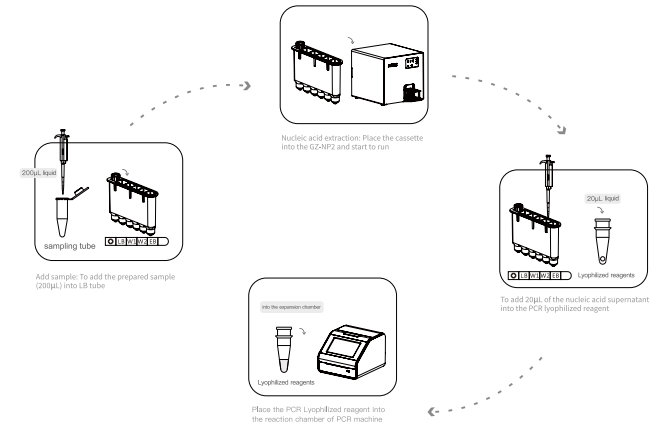 200μL liquid
sampling tube
LB W1 W2 EB
Add sample: To add the prepared sample
(200μL) into LB tube
Nucleic acid extraction: Place the cassette
into the GZ-NP2 and start to run
20μL liquid
LB W1 W2 EB
Lyophilized reagents
To add 20μL of the nucleic acid supernatant
into the PCR lyophilized reagent
into the expansion chamber
Lyophilized reagents
Place the PCR Lyophilized reagent into
the reaction chamber of PCR machine